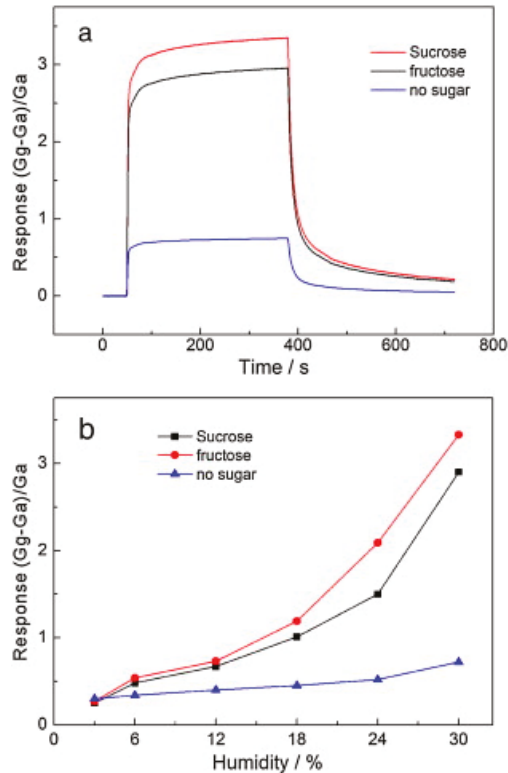 a
Response (Gg-Ga)/Ga
3
2
1
0
Sucrose
fructose
no sugar
0 200 400 600 800
Time / s
b
Response (Gg-Ga)/Ga
3
2
1
0
Sucrose
fructose
no sugar
0 6 12 18 24 30
Humidity / %